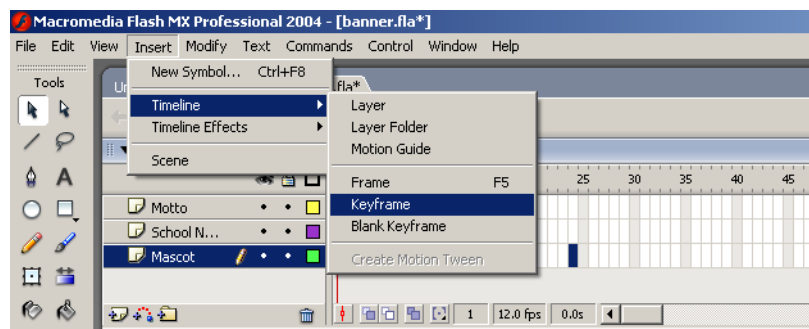 Macromedia Flash MX Professional 2004 - [banner.fla*]
File Edit View Insert Modify Text Commands Control Window Help
Tools
New Symbol... Ctrl+F8
Timeline
Timeline Effects
Scene
Un
fla*
Layer
Layer Folder
Motion Guide
Frame F5
Keyframe
Blank Keyframe
Create Motion Tween
25 30 35 40 45
Motto
School N...
Mascot
1 12.0 fps 0.0s